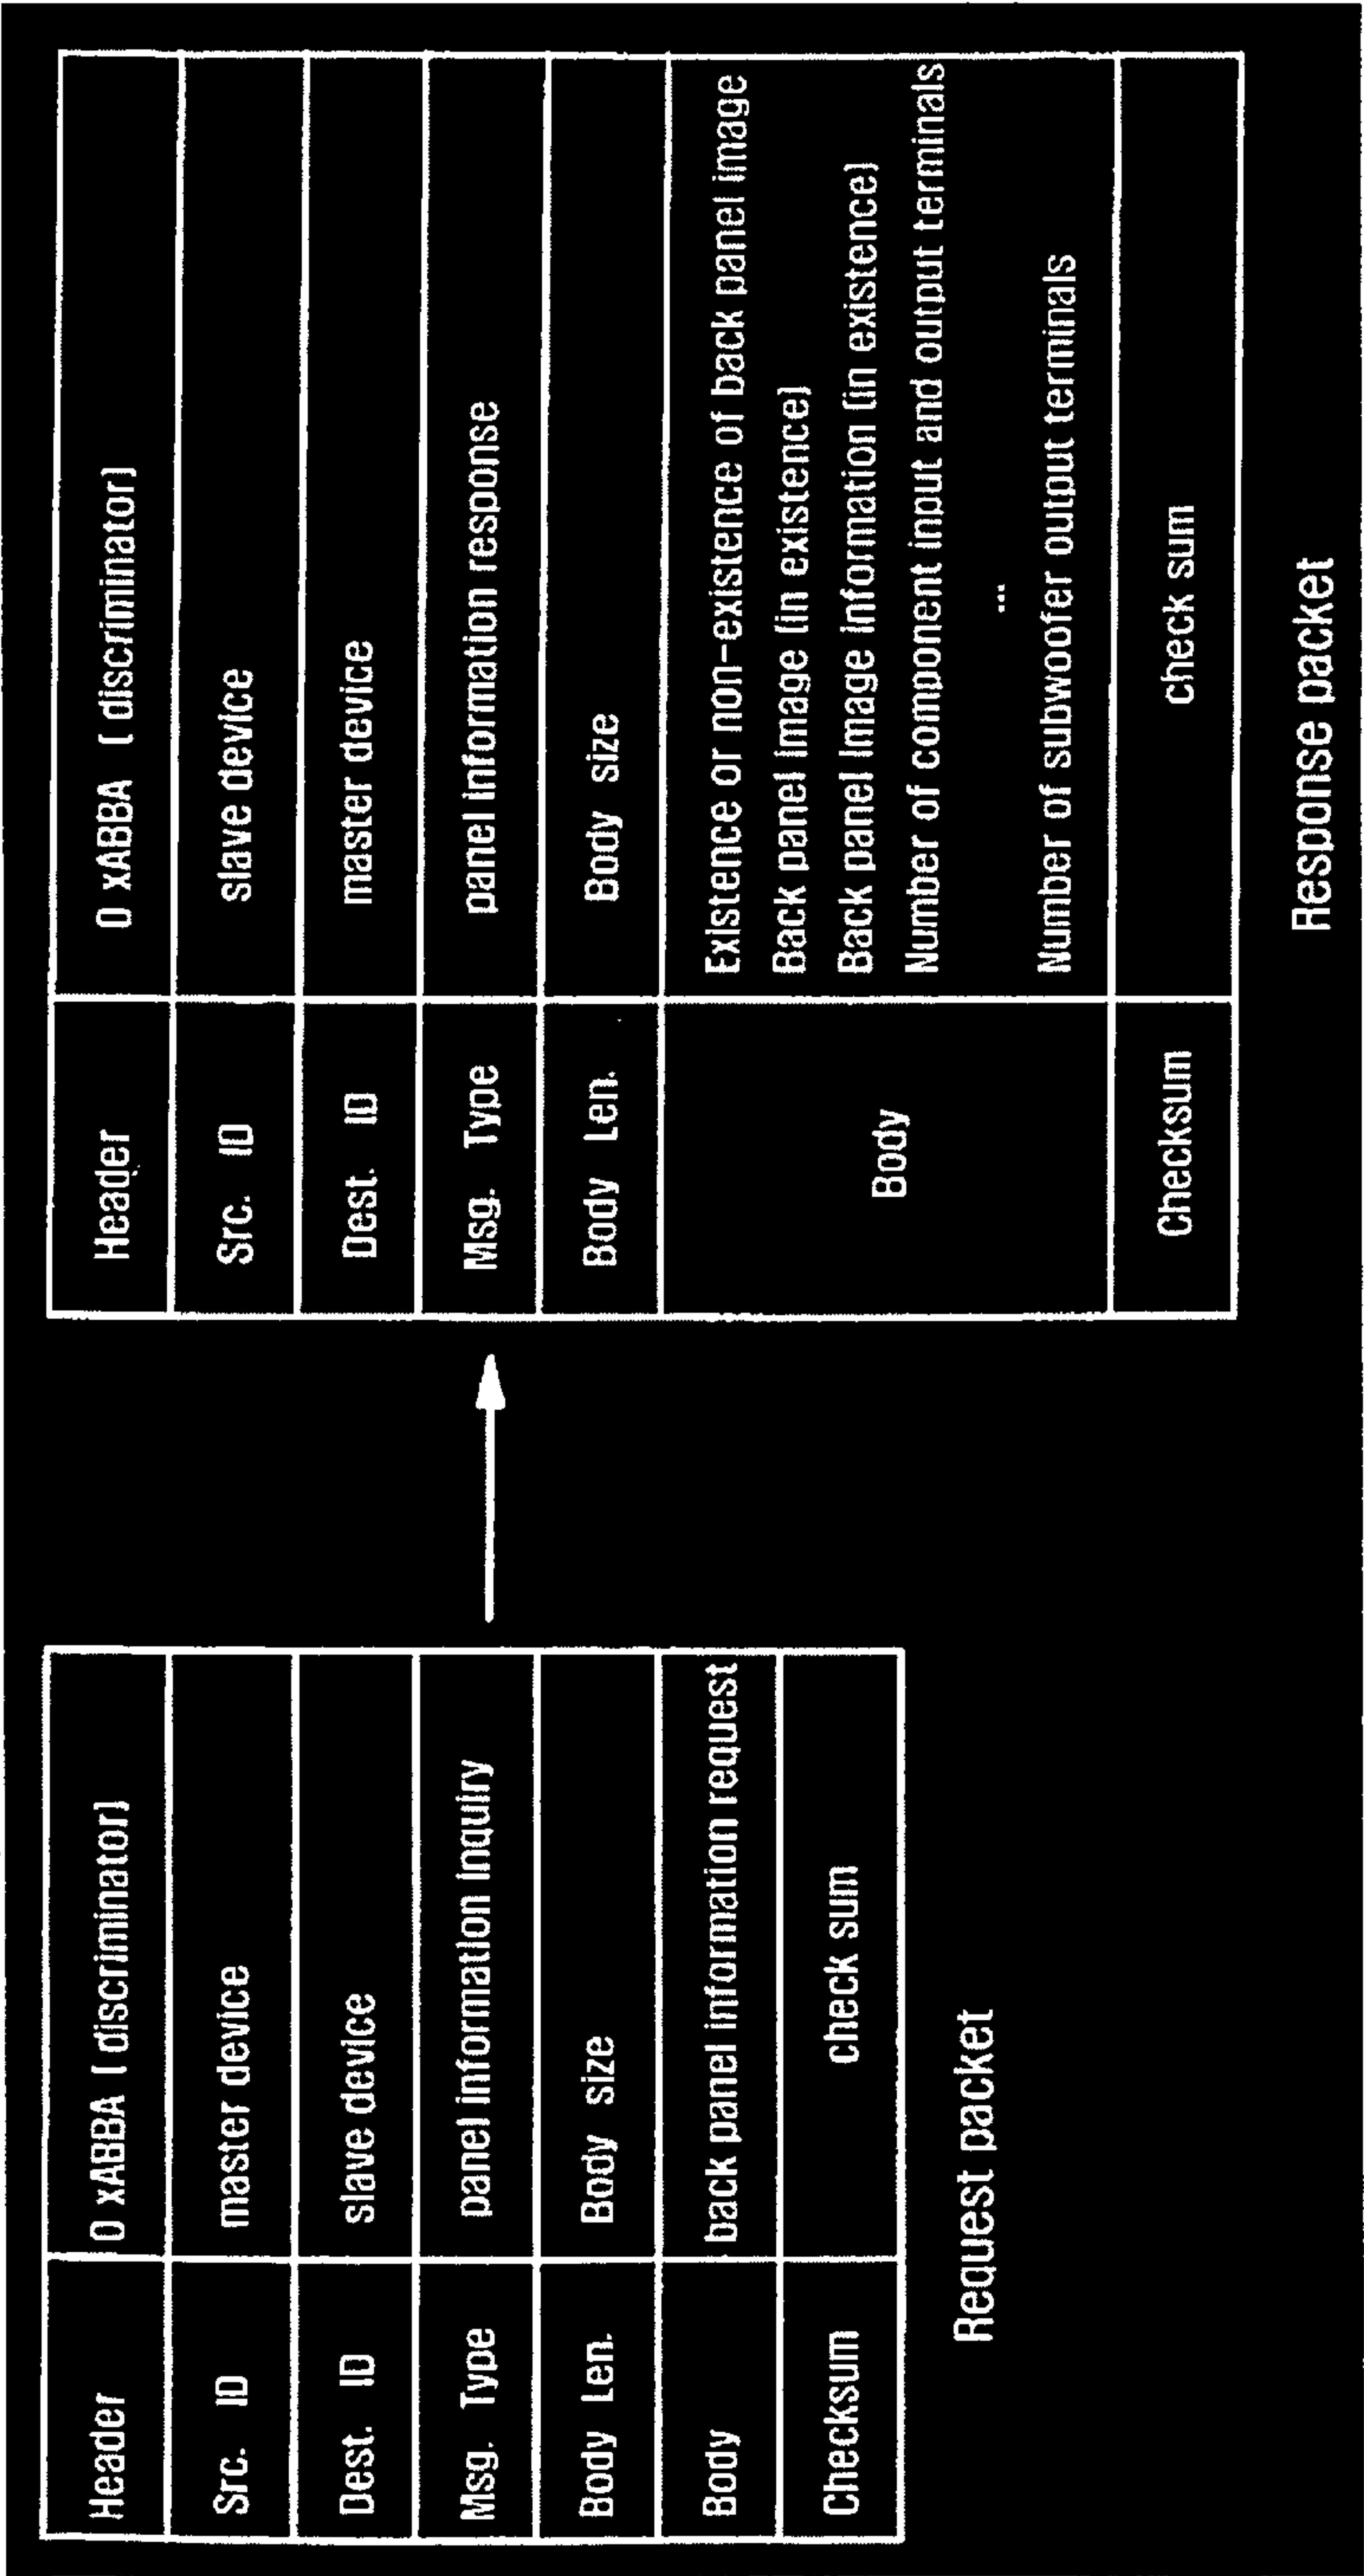 Header O xABBA ( discriminator)
Src. ID master device
Dest. ID slave device
Msg. Type panel information inquiry
Body Len. Body size
Body back panel information request
Checksum check sum
Request packet
Header O xABBA ( discriminator)
Src. ID slave device
Dest. ID master device
Msg. Type panel information response
Body Len. Body size
Body
Existence or non-existence of back panel image
Back panel image (in existence)
Back panel image information (in existence)
Number of component input and output terminals
...
Number of subwoofer output terminals
Checksum check sum
Response packet